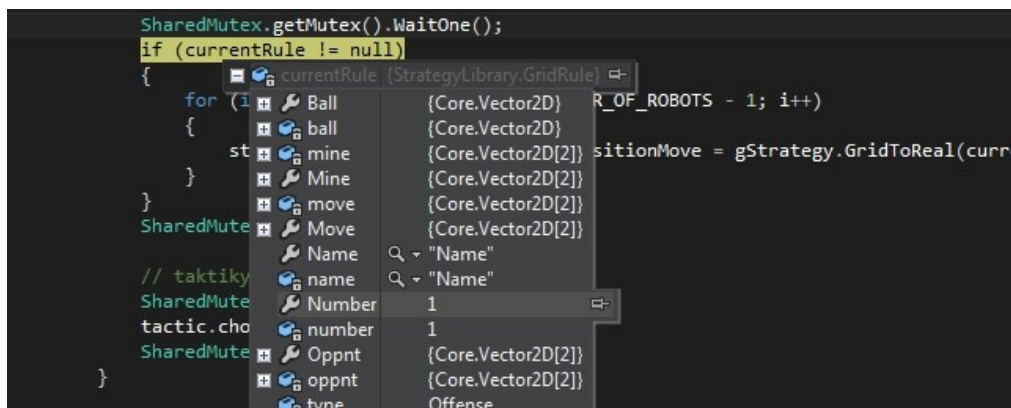 SharedMutex.getMutex().WaitOne();
if (currentRule != null)
{ currentRule {StrategyLibrary.GridRule}
for (i Ball {Core.Vector2D} R_OF_ROBOTS - 1; i++)
{ ball {Core.Vector2D}
st mine {Core.Vector2D[2]} sitionMove = gStrategy.GridToReal(curr
} Mine {Core.Vector2D[2]}
} move {Core.Vector2D[2]}
SharedMute Move {Core.Vector2D[2]}
Name "Name"
// taktiky name "Name"
SharedMute Number 1
tactic.cho number 1
SharedMute Oppnt {Core.Vector2D[2]}
} oppnt {Core.Vector2D[2]}
type Offense